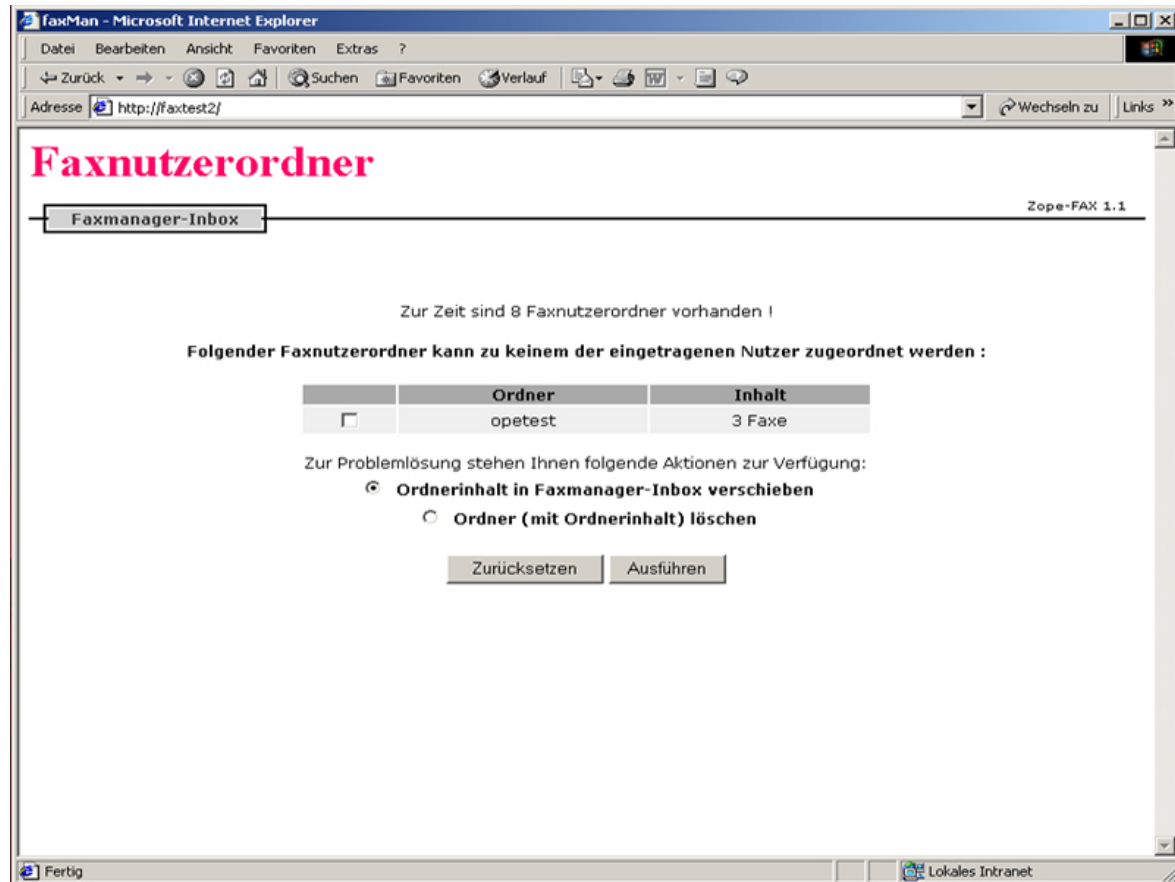 faxMan - Microsoft Internet Explorer
Datei Bearbeiten Ansicht Favoriten Extras ?
Zurück Suchen Favoriten Verlauf
Adresse http://faxtest2/ Wechseln zu Links »
Faxnutzerordner
Zope-FAX 1.1
Faxmanager-Inbox
Zur Zeit sind 8 Faxnutzerordner vorhanden !
Folgender Faxnutzerordner kann zu keinem der eingetragenen Nutzer zugeordnet werden :
Ordner Inhalt
opetest 3 Faxe
Zur Problemlösung stehen Ihnen folgende Aktionen zur Verfügung:
Ordnerinhalt in Faxmanager-Inbox verschieben
Ordner (mit Ordnerinhalt) löschen
Zurücksetzen Ausführen
Fertig Lokales Intranet